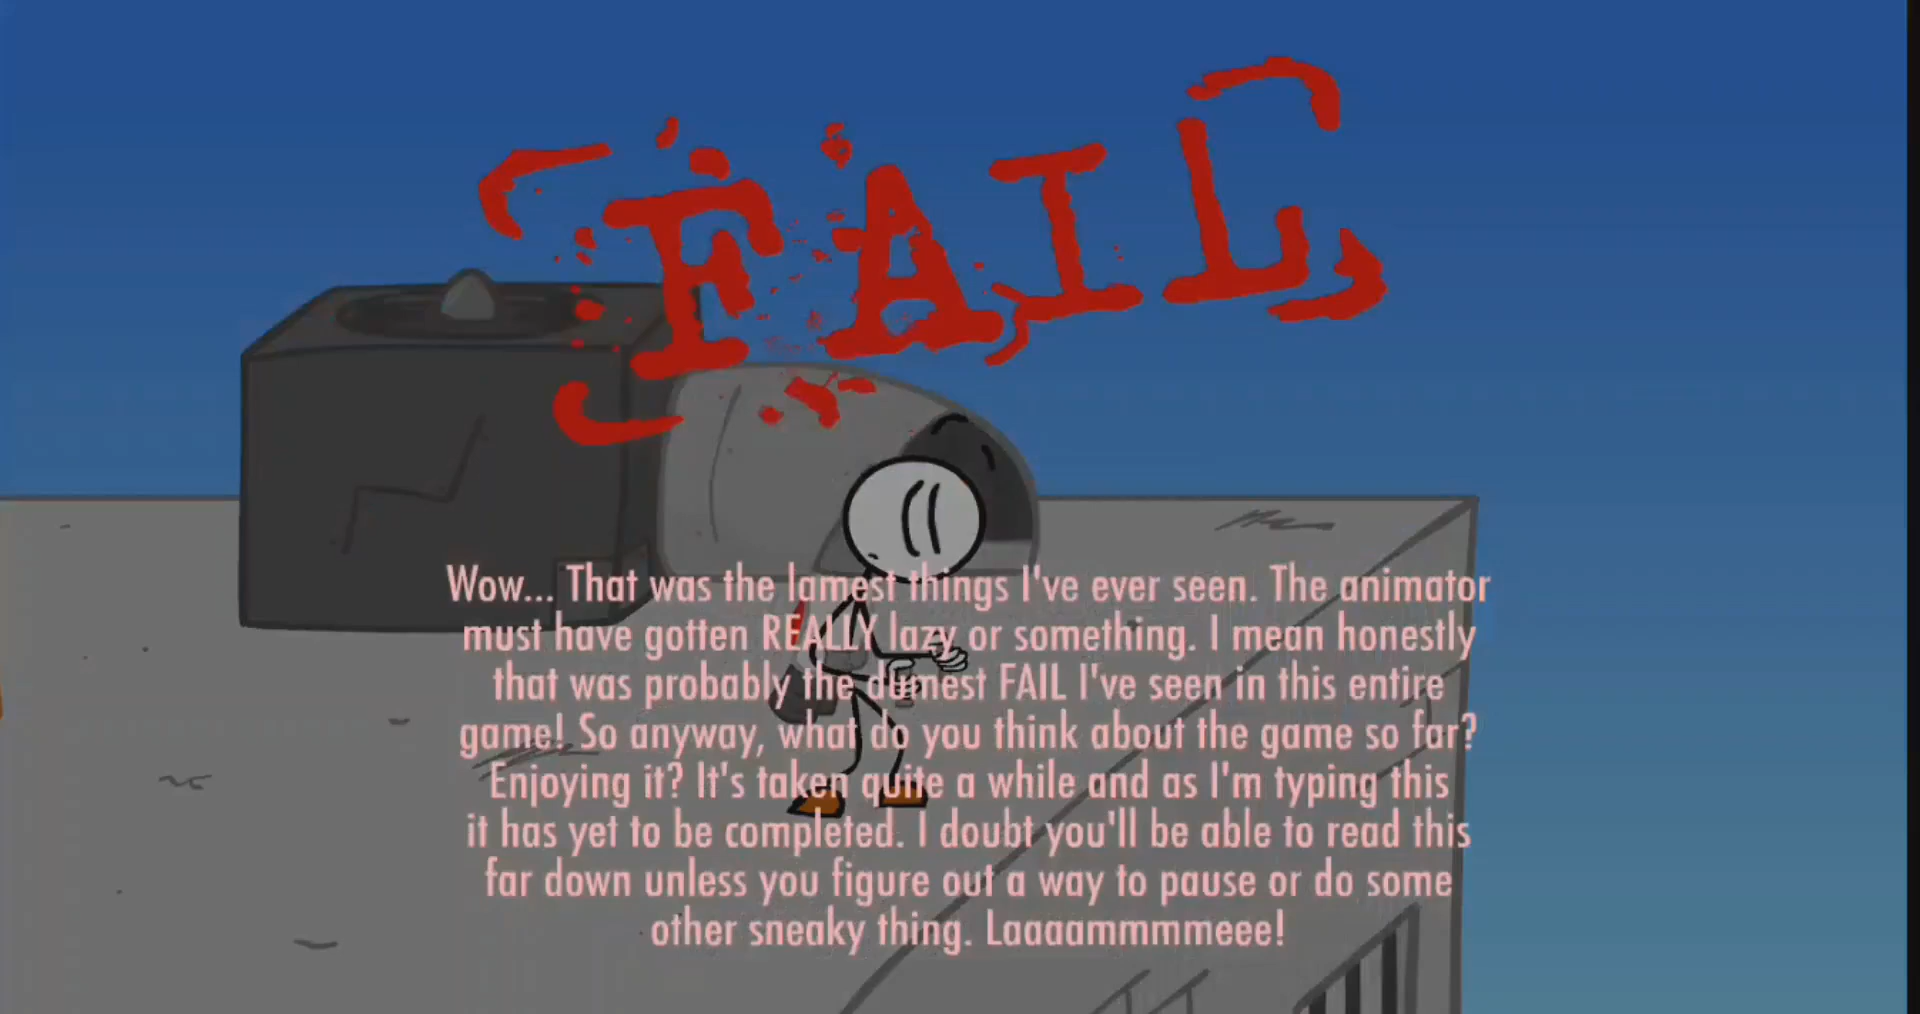 FAIL
Wow... That was the lamest things I've ever seen. The animator
must have gotten REALLY lazy or something. I mean honestly
that was probably the dumest FAIL I've seen in this entire
game! So anyway, what do you think about the game so far?
Enjoying it? It's taken quite a while and as I'm typing this
it has yet to be completed. I doubt you'll be able to read this
far down unless you figure out a way to pause or do some
other sneaky thing. Laaaammmmeee!